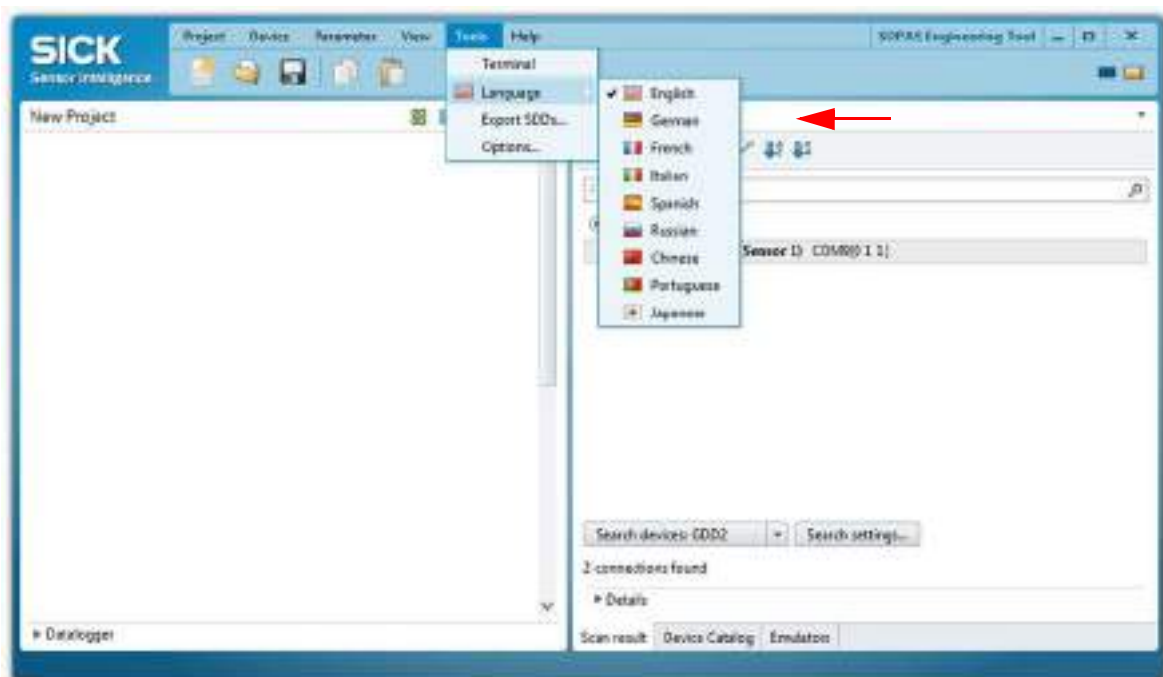 SICK
Sensor Intelligence
Project Device Parameter View Tools Help
SOPAS Engineering Tool
New Project
Terminal
Language
Export SDDs...
Options...
English
German
French
Italian
Spanish
Russian
Chinese
Portuguese
Japanese
Sensor 1)
Search devices: GDD2
Search settings...
2 connections found
Details
Datalogger
Scan result Device Catalog Emulators